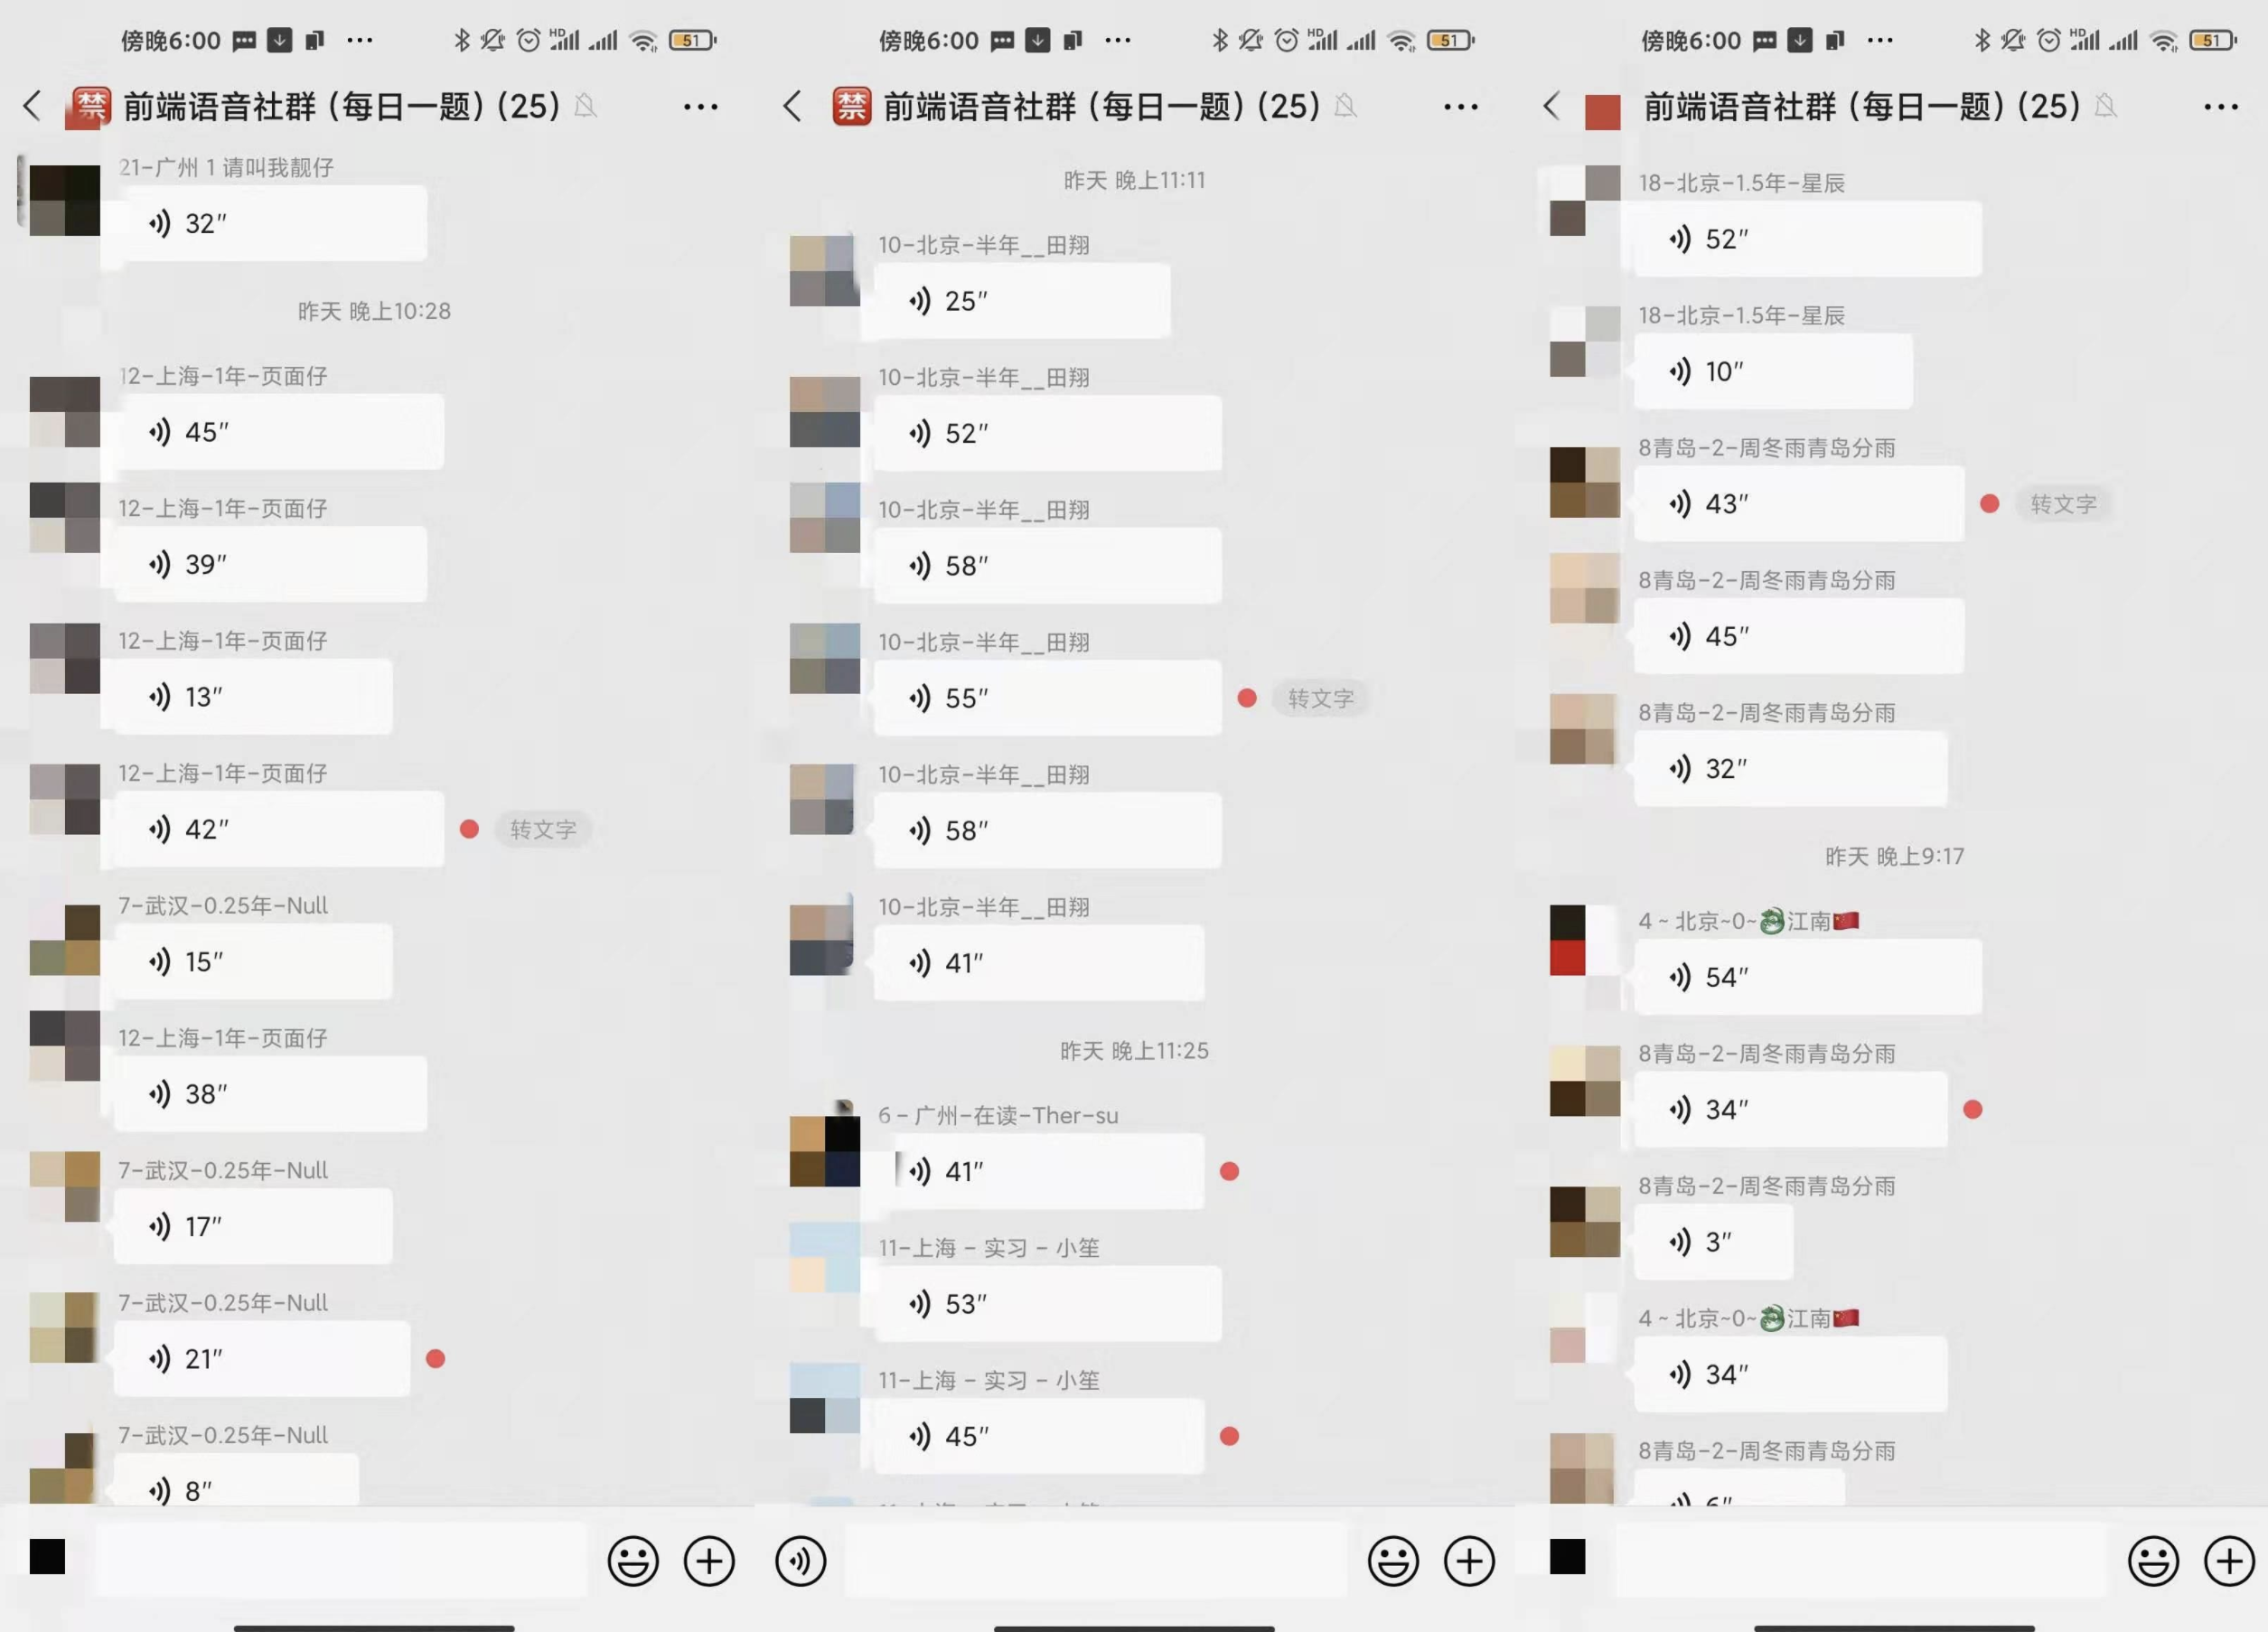 傍晚6:00
51
禁 前端语音社群 (每日一题) (25)
21-广州 1 请叫我靓仔
32″
昨天 晚上10:28
12-上海-1年-页面仔
45″
12-上海-1年-页面仔
39″
12-上海-1年-页面仔
13″
12-上海-1年-页面仔
42″ 转文字
7-武汉-0.25年-Null
15″
12-上海-1年-页面仔
38″
7-武汉-0.25年-Null
17″
7-武汉-0.25年-Null
21″
7-武汉-0.25年-Null
8″
傍晚6:00
51
禁 前端语音社群 (每日一题) (25)
昨天 晚上11:11
10-北京-半年__田翔
25″
10-北京-半年__田翔
52″
10-北京-半年__田翔
58″
10-北京-半年__田翔
55″ 转文字
10-北京-半年__田翔
58″
10-北京-半年__田翔
41″
昨天 晚上11:25
6 - 广州-在读-Ther-su
41″
11-上海 - 实习 - 小笙
53″
11-上海 - 实习 - 小笙
45″
傍晚6:00
51
前端语音社群 (每日一题) (25)
18-北京-1.5年-星辰
52″
18-北京-1.5年-星辰
10″
8青岛-2-周冬雨青岛分雨
43″ 转文字
8青岛-2-周冬雨青岛分雨
45″
8青岛-2-周冬雨青岛分雨
32″
昨天 晚上9:17
4 ~ 北京~0~🐉江南🇨🇳
54″
8青岛-2-周冬雨青岛分雨
34″
8青岛-2-周冬雨青岛分雨
3″
4 ~ 北京~0~🐉江南🇨🇳
34″
8青岛-2-周冬雨青岛分雨
6″